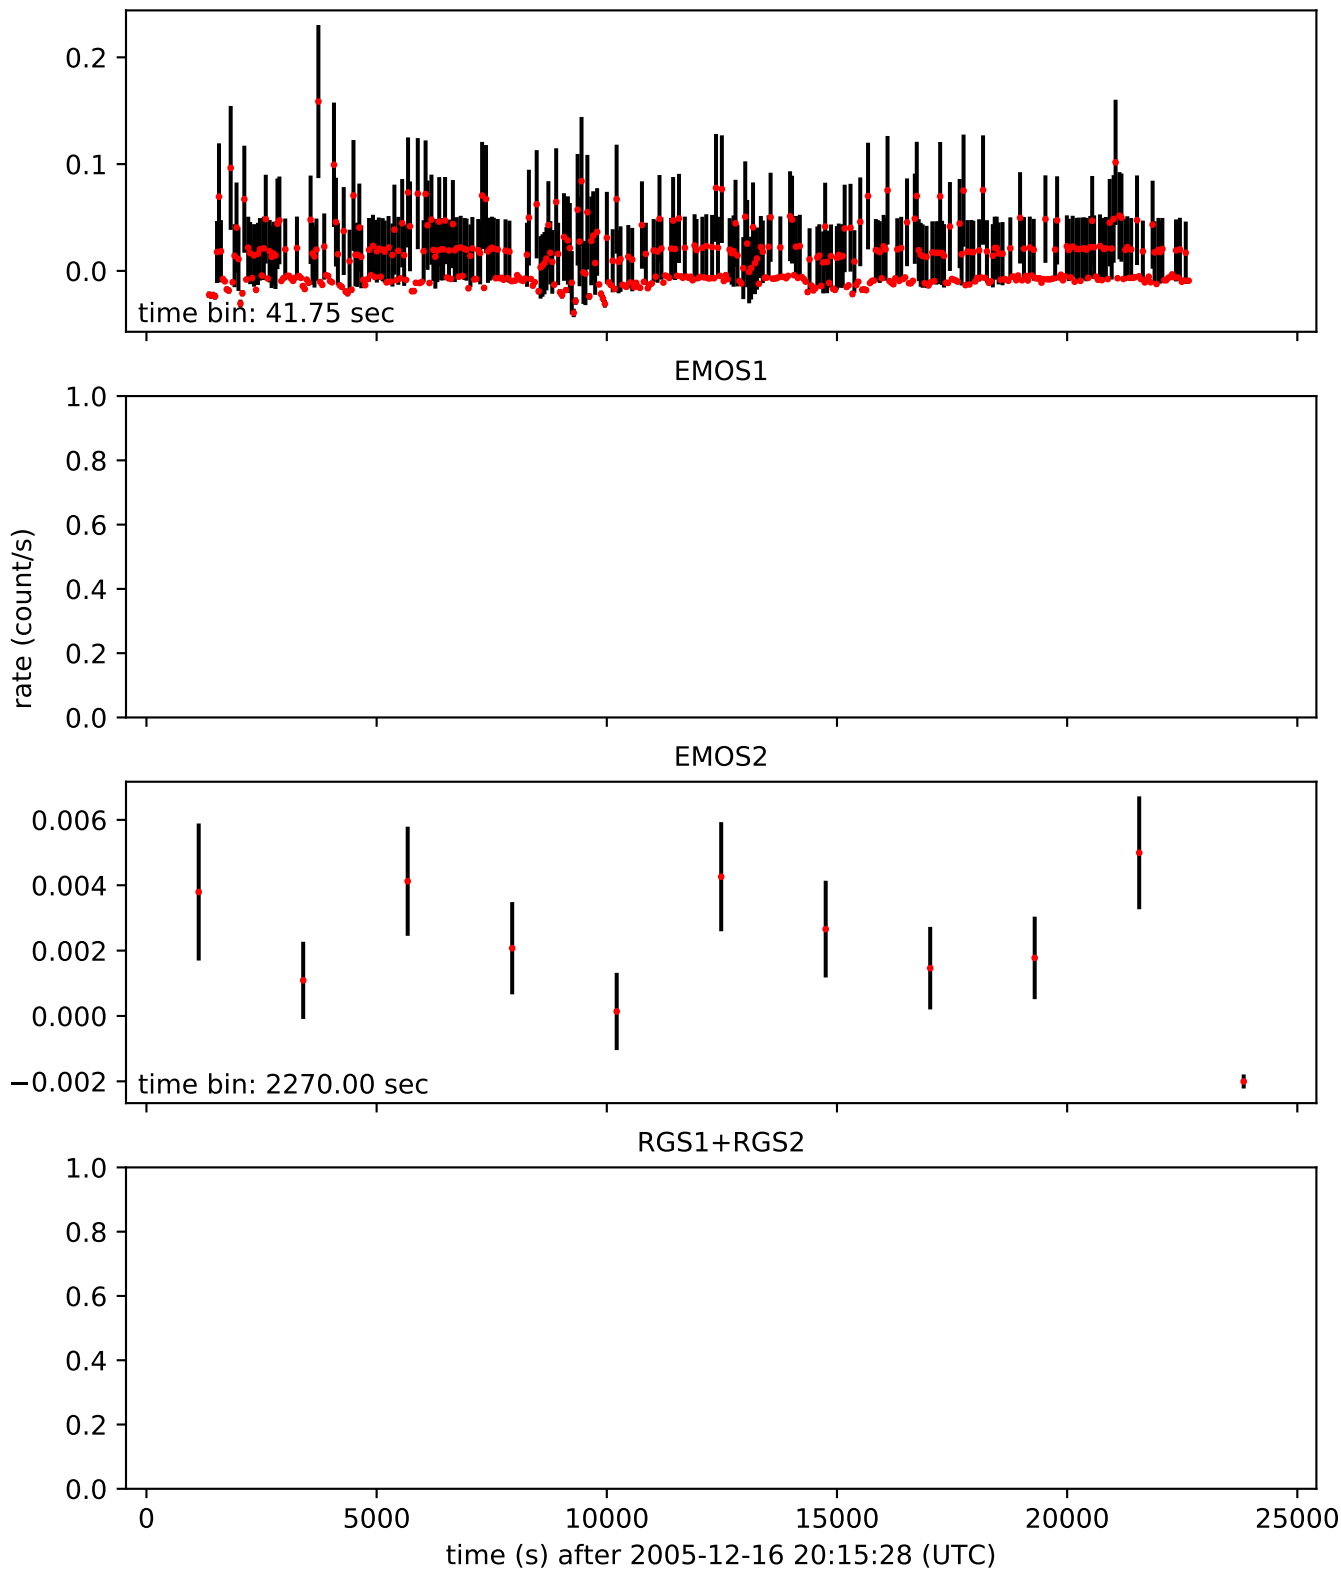 0.2
0.1
0.0
time bin: 41.75 sec
EMOS1
1.0
0.8
0.6
0.4
0.2
0.0
rate (count/s)
EMOS2
0.006
0.004
0.002
0.000
−0.002
time bin: 2270.00 sec
RGS1+RGS2
1.0
0.8
0.6
0.4
0.2
0.0
0 5000 10000 15000 20000 25000
time (s) after 2005-12-16 20:15:28 (UTC)